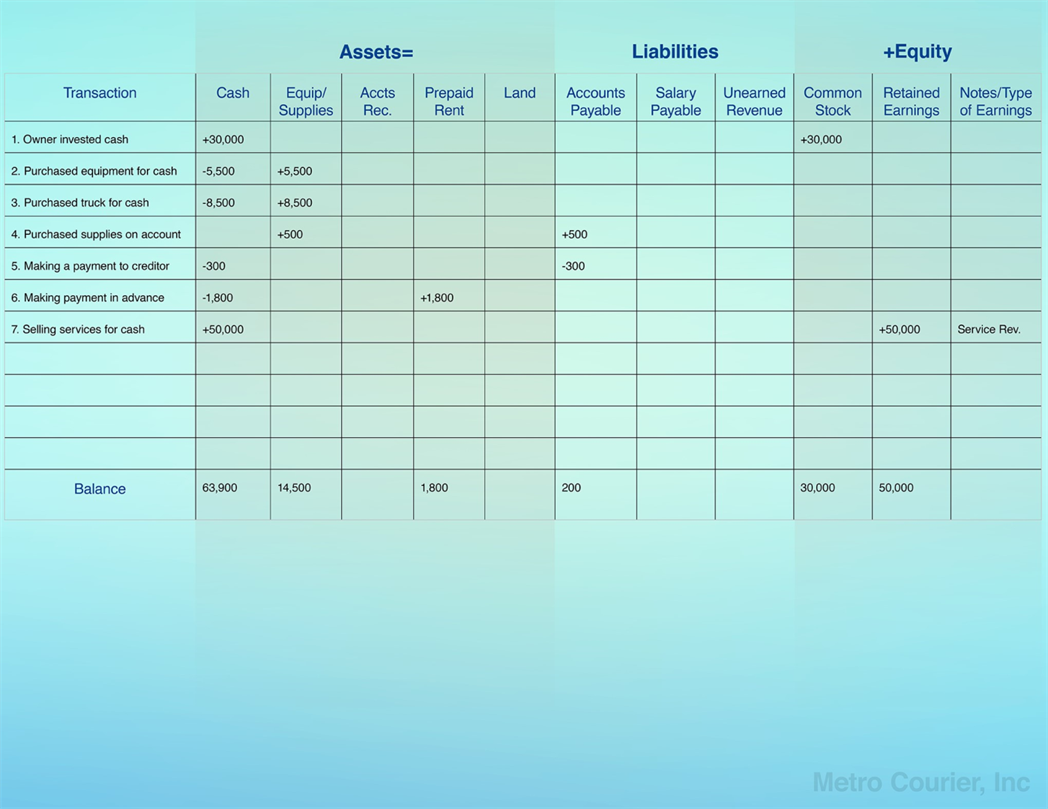 Assets= Liabilities +Equity
Transaction Cash Equip/ Accts Prepaid Land Accounts Salary Unearned Common Retained Notes/Type
Supplies Rec. Rent Payable Payable Revenue Stock Earnings of Earnings
1. Owner invested cash +30,000 +30,000
2. Purchased equipment for cash -5,500 +5,500
3. Purchased truck for cash -8,500 +8,500
4. Purchased supplies on account +500 +500
5. Making a payment to creditor -300 -300
6. Making payment in advance -1,800 +1,800
7. Selling services for cash +50,000 +50,000 Service Rev.
Balance 63,900 14,500 1,800 200 30,000 50,000
Metro Courier, Inc